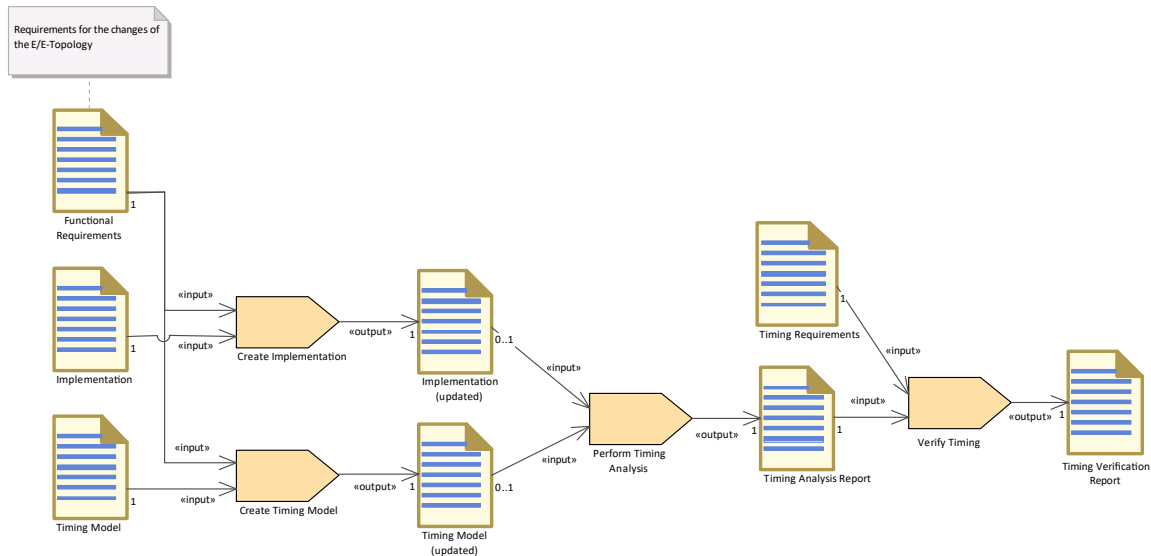 Requirements for the changes of
the E/E-Topology
1
Functional
Requirements
«input»
1
«input»
Implementation
Create Implementation
«output»
1
0..1
Implementation
(updated)
«input»
1
Timing Requirements
«input»
«input»
1
«input»
Timing Model
Create Timing Model
«output»
1
0..1
Timing Model
(updated)
«input»
Perform Timing
Analysis
«output»
1
1
Timing Analysis Report
«input»
Verify Timing
«output»
1
Timing Verification
Report